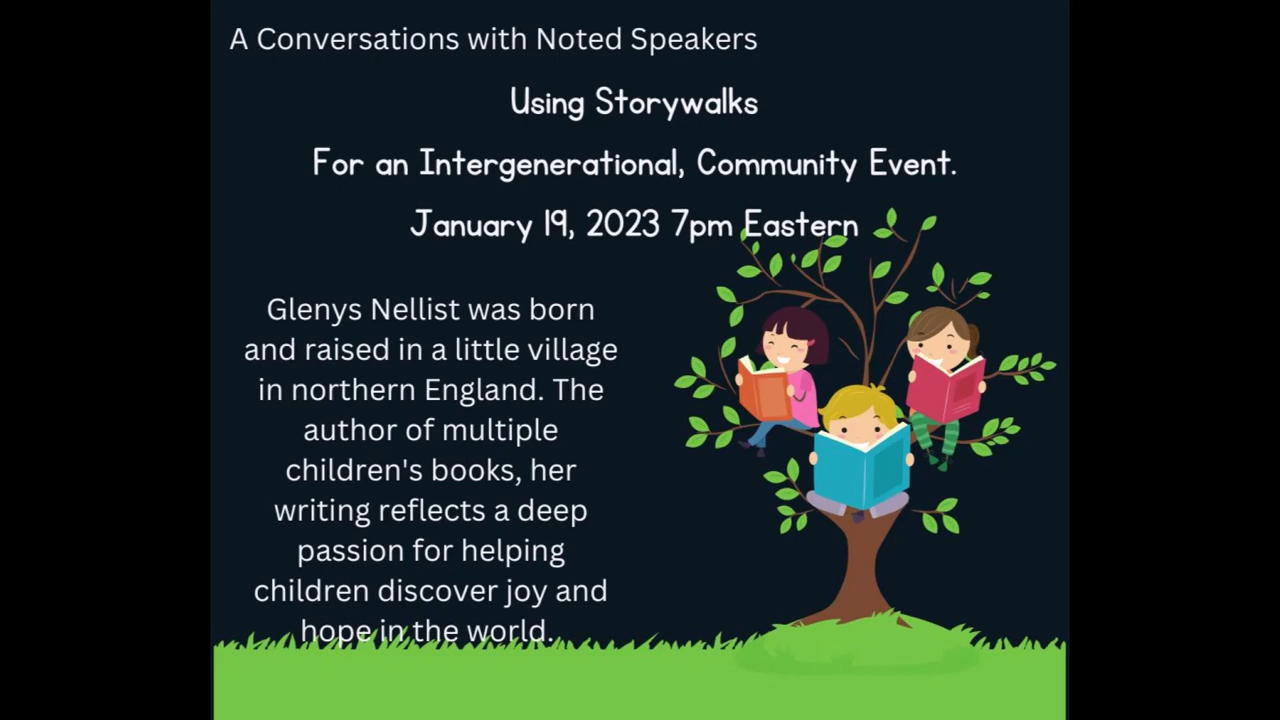 A Conversations with Noted Speakers
Using Storywalks
For an Intergenerational, Community Event.
January 19, 2023 7pm Eastern
Glenys Nellist was born
and raised in a little village
in northern England. The
author of multiple
children's books, her
writing reflects a deep
passion for helping
children discover joy and
hope in the world.